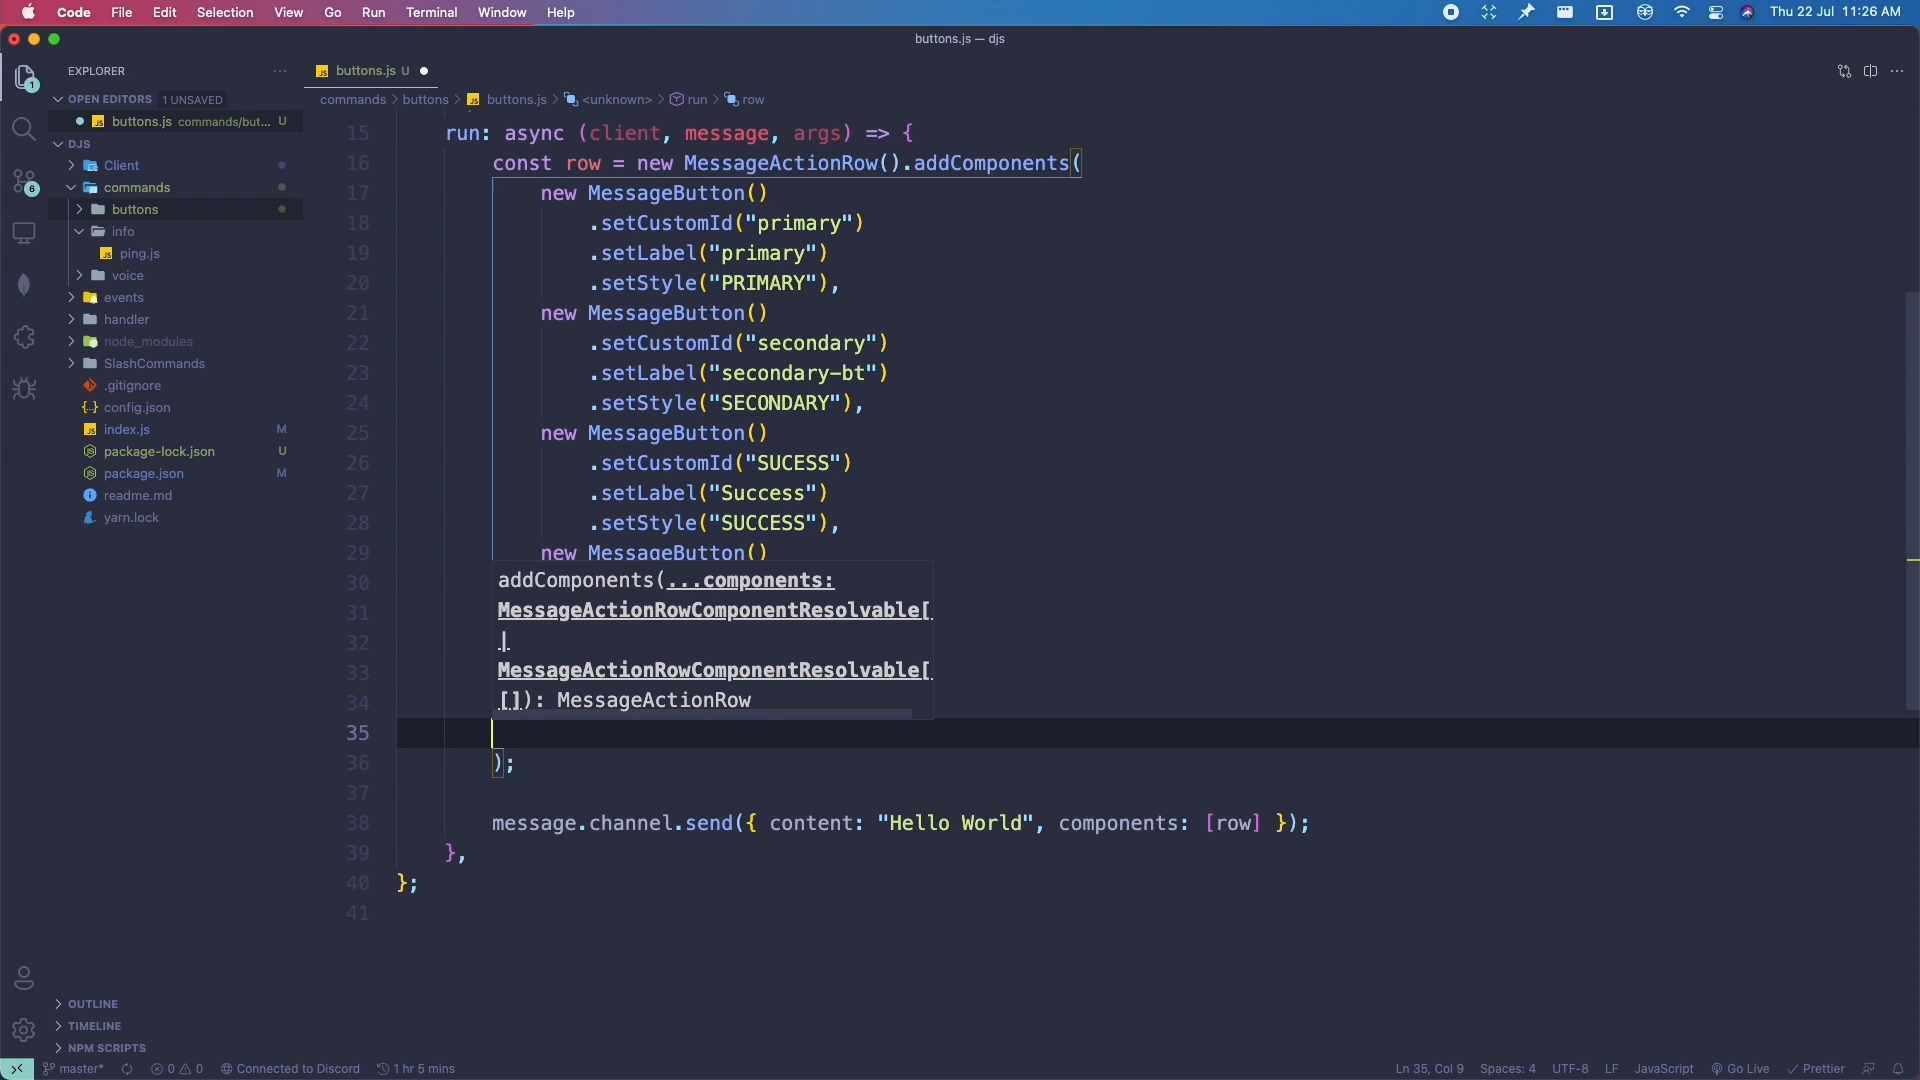 Code File Edit Selection View Go Run Terminal Window Help Thu 22 Jul 11:26 AM
buttons.js — djs
EXPLORER
buttons.js U
OPEN EDITORS 1 UNSAVED
commands > buttons > buttons.js > <unknown> > run > row
buttons.js commands/but... U
DJS
Client
commands
buttons
info
ping.js
voice
events
handler
node_modules
SlashCommands
.gitignore
config.json
index.js M
package-lock.json U
package.json M
readme.md
yarn.lock
OUTLINE
TIMELINE
NPM SCRIPTS
1
6
15 run: async (client, message, args) => {
16 const row = new MessageActionRow().addComponents(
17 new MessageButton()
18 .setCustomId("primary")
19 .setLabel("primary")
20 .setStyle("PRIMARY"),
21 new MessageButton()
22 .setCustomId("secondary")
23 .setLabel("secondary-bt")
24 .setStyle("SECONDARY"),
25 new MessageButton()
26 .setCustomId("SUCESS")
27 .setLabel("Success")
28 .setStyle("SUCCESS"),
29 new MessageButton()
30
31
32
33
34
addComponents(...components:
MessageActionRowComponentResolvable[
|
MessageActionRowComponentResolvable[
[]): MessageActionRow
35
36 );
37
38 message.channel.send({ content: "Hello World", components: [row] });
39 },
40 };
41
master* 0 0 Connected to Discord 1 hr 5 mins Ln 35, Col 9 Spaces: 4 UTF-8 LF JavaScript Go Live Prettier